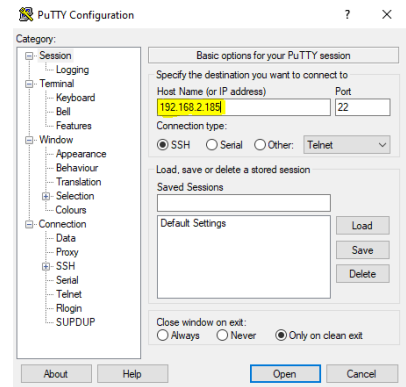 PuTTY Configuration ? ×
Category:
Session
Logging
Terminal
Keyboard
Bell
Features
Window
Appearance
Behaviour
Translation
Selection
Colours
Connection
Data
Proxy
SSH
Serial
Telnet
Rlogin
SUPDUP
Basic options for your PuTTY session
Specify the destination you want to connect to
Host Name (or IP address) Port
192.168.2.185 22
Connection type:
SSH Serial Other: Telnet
Load, save or delete a stored session
Saved Sessions
Default Settings
Load
Save
Delete
Close window on exit:
Always Never Only on clean exit
About Help Open Cancel